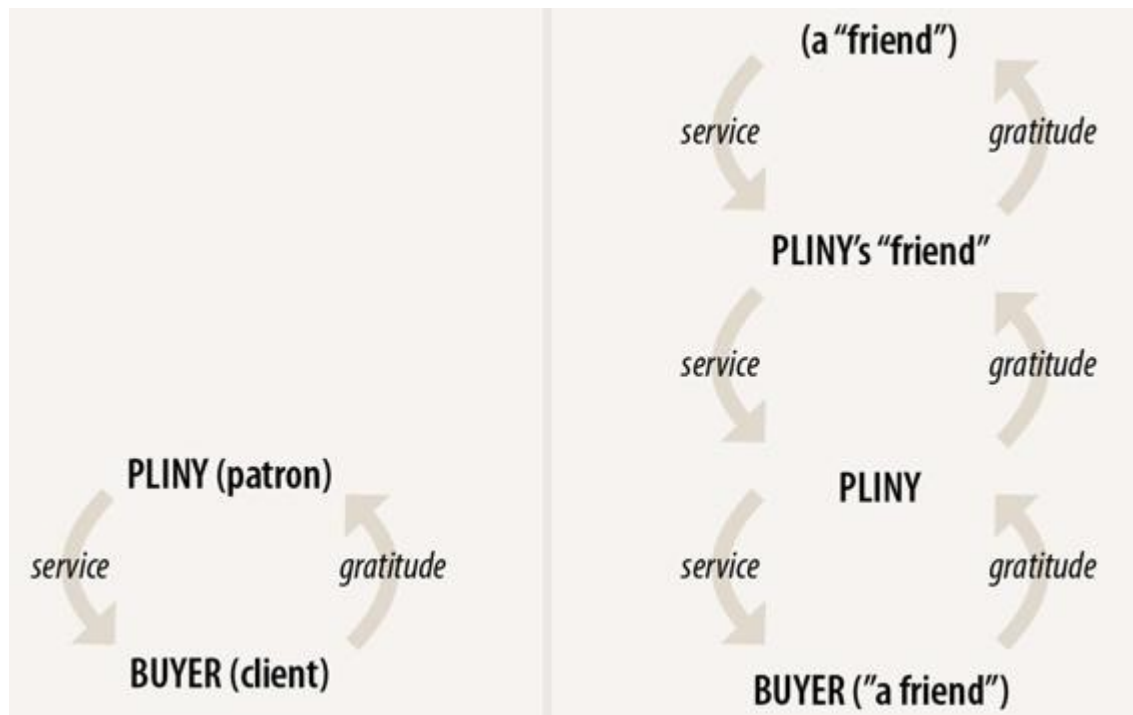 PLINY (patron)
service gratitude
BUYER (client)
(a “friend”)
service gratitude
PLINY’s “friend”
service gratitude
PLINY
service gratitude
BUYER (”a friend”)